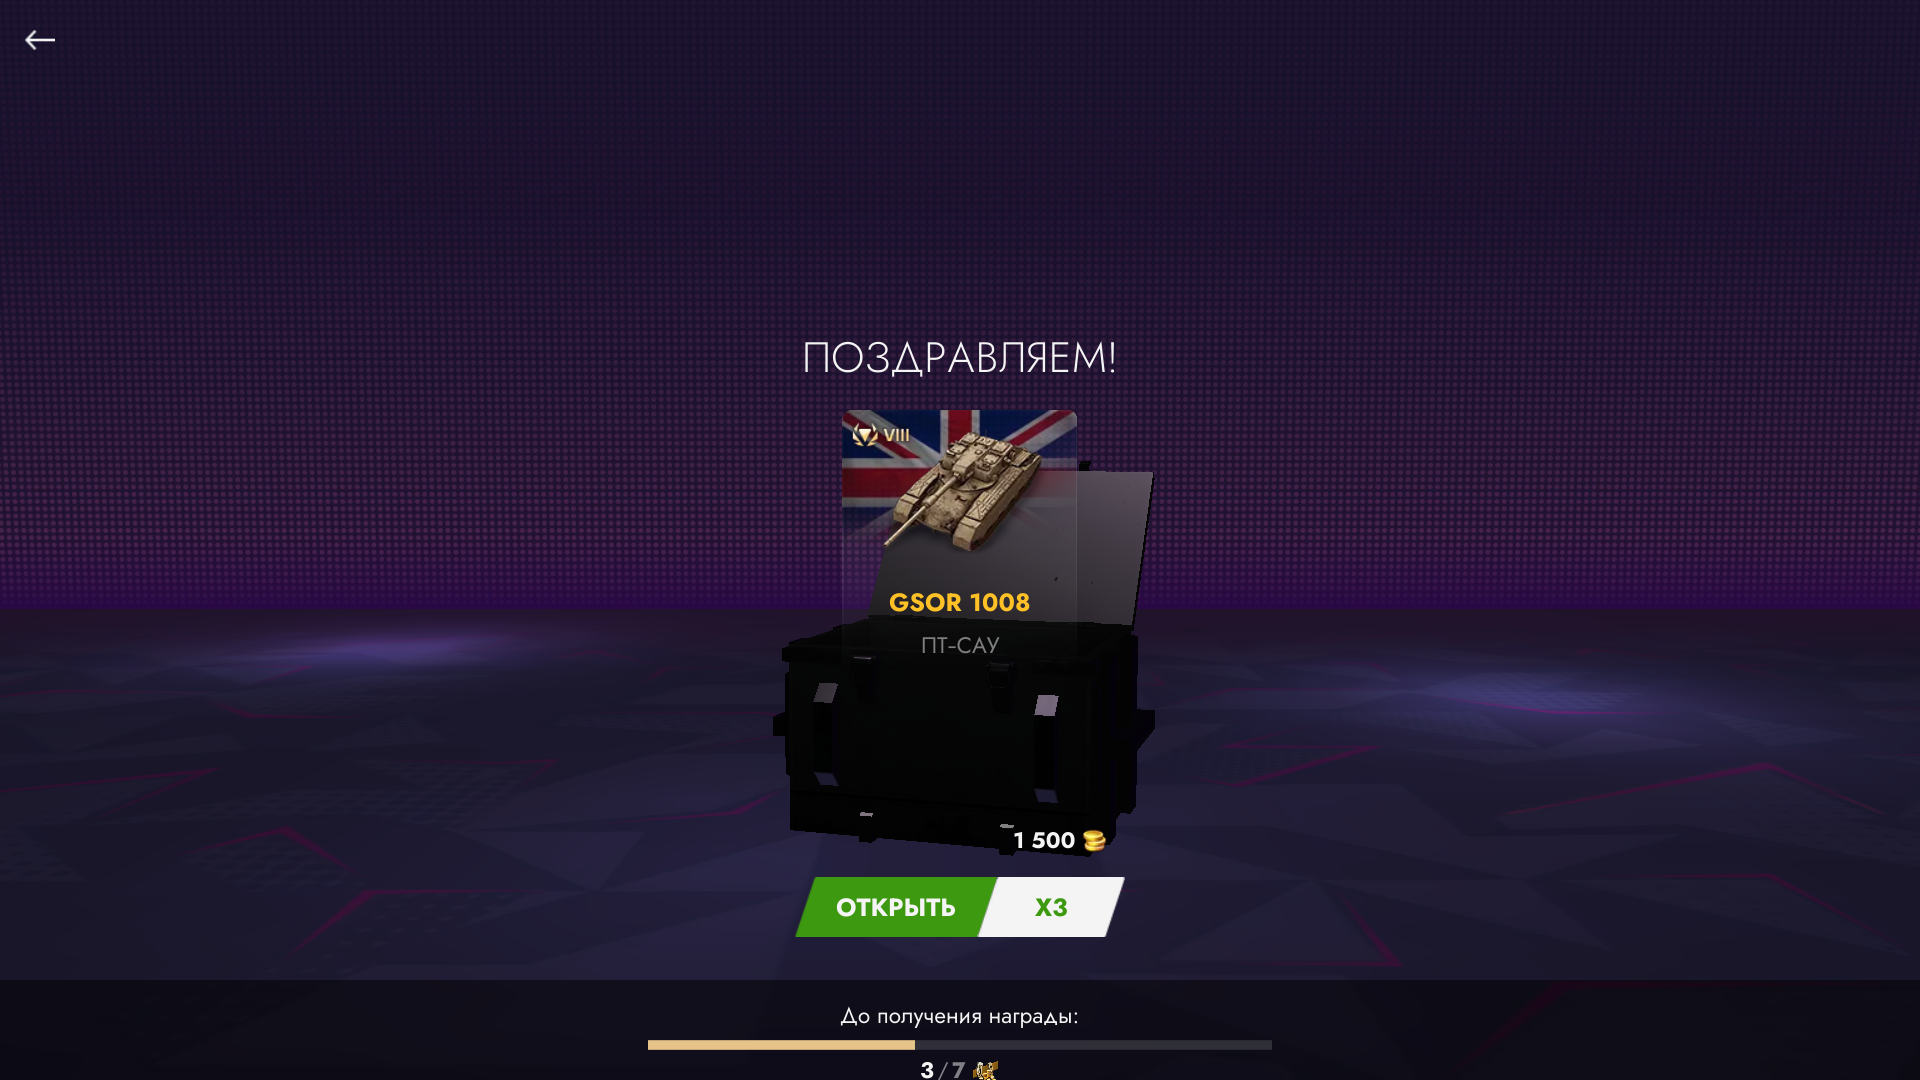 ПОЗДРАВЛЯЕМ!
VIII
GSOR 1008
ПТ-САУ
1 500
ОТКРЫТЬ
X3
До получения награды:
3/7